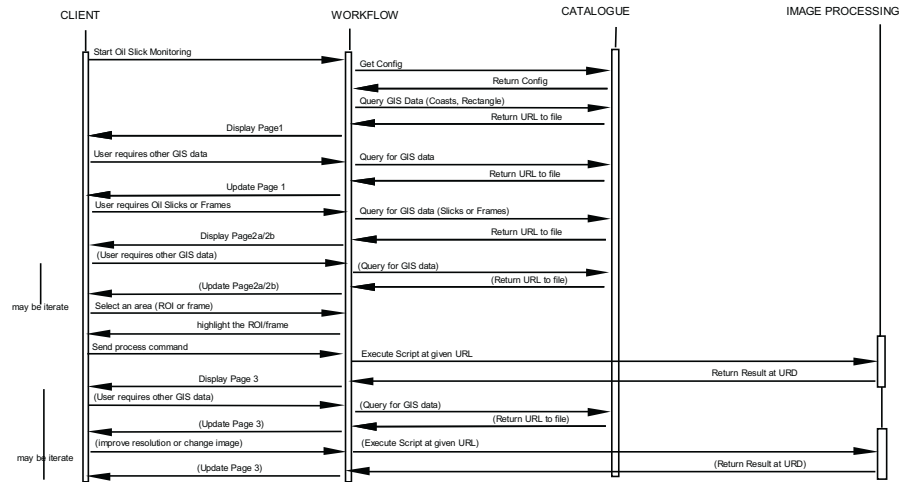 CLIENT
WORKFLOW
CATALOGUE
IMAGE PROCESSING
Start Oil Slick Monitoring
Get Config
Return Config
Query GIS Data (Coasts, Rectangle)
Return URL to file
Display Page1
User requires other GIS data
Query for GIS data
Return URL to file
Update Page 1
User requires Oil Slicks or Frames
Query for GIS data (Slicks or Frames)
Return URL to file
Display Page2a/2b
(User requires other GIS data)
(Query for GIS data)
(Return URL to file)
(Update Page2a/2b)
may be iterate
Select an area (ROI or frame)
highlight the ROI/frame
Send process command
Execute Script at given URL
Return Result at URD
Display Page 3
(User requires other GIS data)
(Query for GIS data)
(Return URL to file)
(Update Page 3)
(improve resolution or change image)
(Execute Script at given URL)
may be iterate
(Return Result at URD)
(Update Page 3)